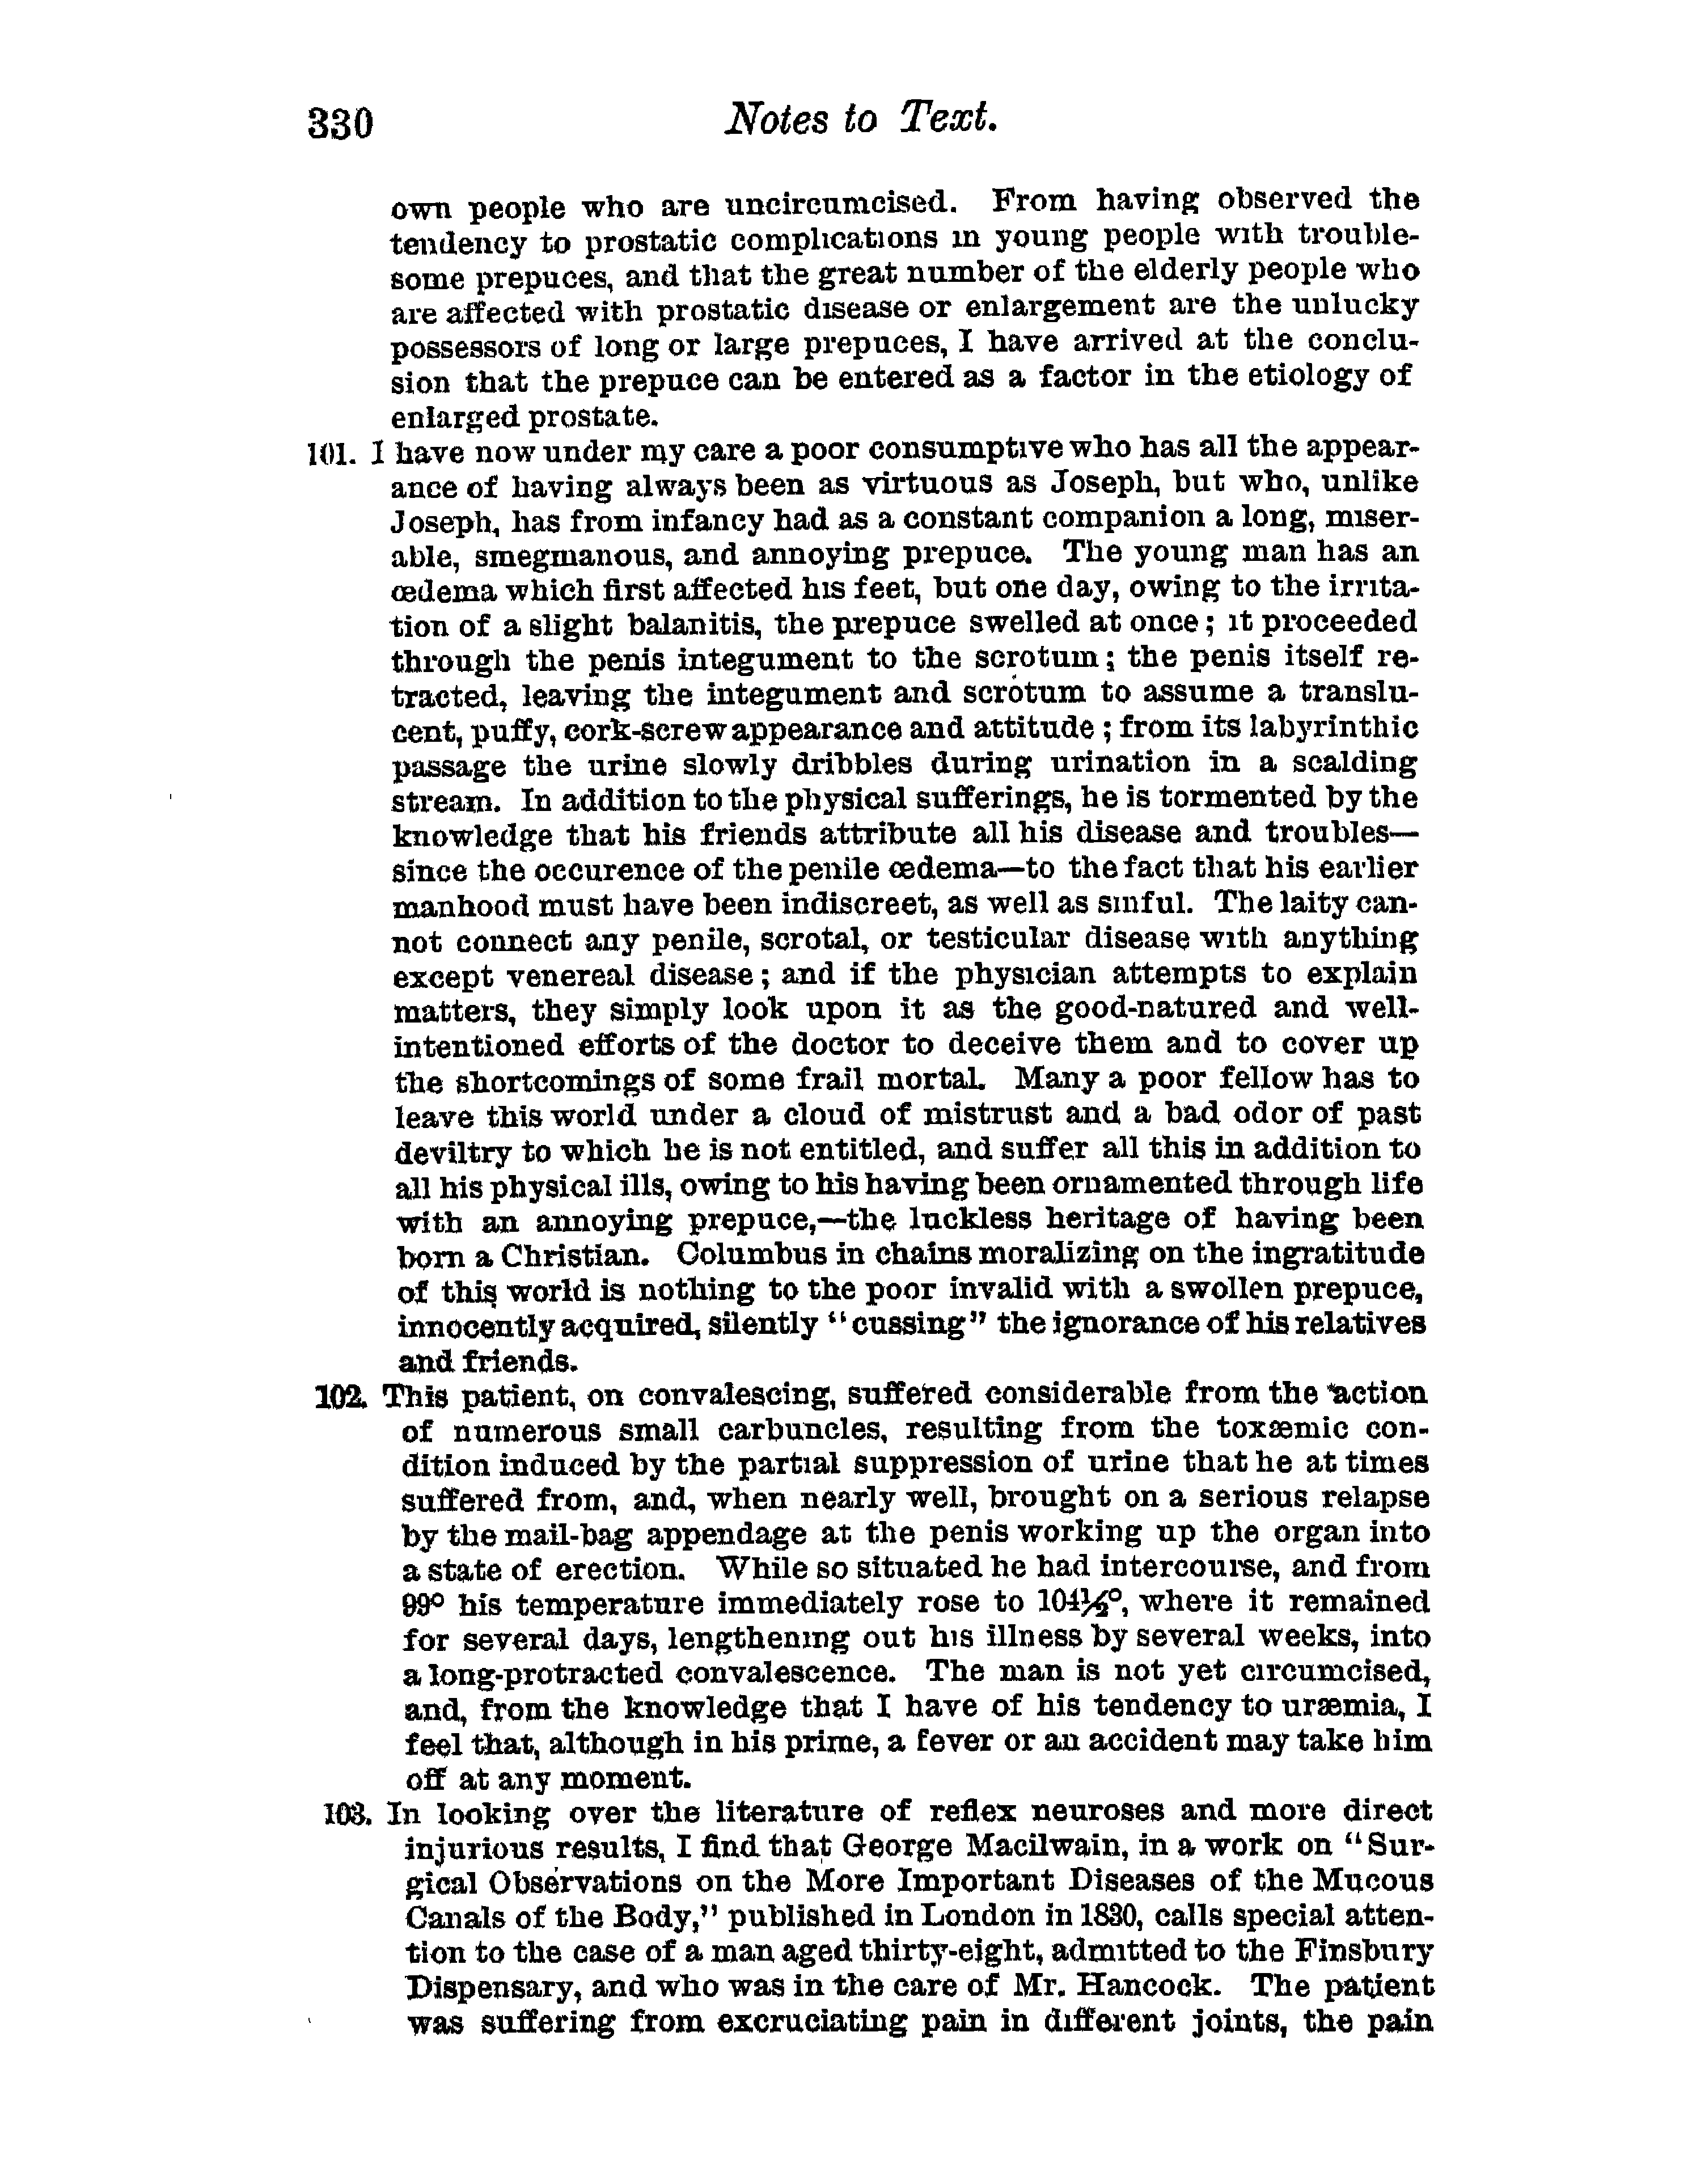 330
Notes to Text.
own people who are uncircumcised. From having observed the
tendency to prostatic complications in young people with trouble-
some prepuces, and that the great number of the elderly people who
are affected with prostatic disease or enlargement are the unlucky
possessors of long or large prepuces, I have arrived at the conclu-
sion that the prepuce can be entered as a factor in the etiology of
enlarged prostate.
101. I have now under my care a poor consumptive who has all the appear-
ance of having always been as virtuous as Joseph, but who, unlike
Joseph, has from infancy had as a constant companion a long, miser-
able, smegmanous, and annoying prepuce. The young man has an
œdema which first affected his feet, but one day, owing to the irrita-
tion of a slight balanitis, the prepuce swelled at once; it proceeded
through the penis integument to the scrotum; the penis itself re-
tracted, leaving the integument and scrotum to assume a translu-
cent, puffy, cork-screw appearance and attitude; from its labyrinthic
passage the urine slowly dribbles during urination in a scalding
stream. In addition to the physical sufferings, he is tormented by the
knowledge that his friends attribute all his disease and troubles—
since the occurence of the penile œdema—to the fact that his earlier
manhood must have been indiscreet, as well as sinful. The laity can-
not connect any penile, scrotal, or testicular disease with anything
except venereal disease; and if the physician attempts to explain
matters, they simply look upon it as the good-natured and well-
intentioned efforts of the doctor to deceive them and to cover up
the shortcomings of some frail mortal. Many a poor fellow has to
leave this world under a cloud of mistrust and a bad odor of past
deviltry to which he is not entitled, and suffer all this in addition to
all his physical ills, owing to his having been ornamented through life
with an annoying prepuce,—the luckless heritage of having been
born a Christian. Columbus in chains moralizing on the ingratitude
of this world is nothing to the poor invalid with a swollen prepuce,
innocently acquired, silently "cussing" the ignorance of his relatives
and friends.
102. This patient, on convalescing, suffered considerable from the action
of numerous small carbuncles, resulting from the toxæmic con-
dition induced by the partial suppression of urine that he at times
suffered from, and, when nearly well, brought on a serious relapse
by the mail-bag appendage at the penis working up the organ into
a state of erection. While so situated he had intercourse, and from
99° his temperature immediately rose to 104½°, where it remained
for several days, lengthening out his illness by several weeks, into
a long-protracted convalescence. The man is not yet circumcised,
and, from the knowledge that I have of his tendency to uræmia, I
feel that, although in his prime, a fever or an accident may take him
off at any moment.
103. In looking over the literature of reflex neuroses and more direct
injurious results, I find that George Macilwain, in a work on "Sur-
gical Observations on the More Important Diseases of the Mucous
Canals of the Body," published in London in 1830, calls special atten-
tion to the case of a man aged thirty-eight, admitted to the Finsbury
Dispensary, and who was in the care of Mr. Hancock. The patient
was suffering from excruciating pain in different joints, the pain